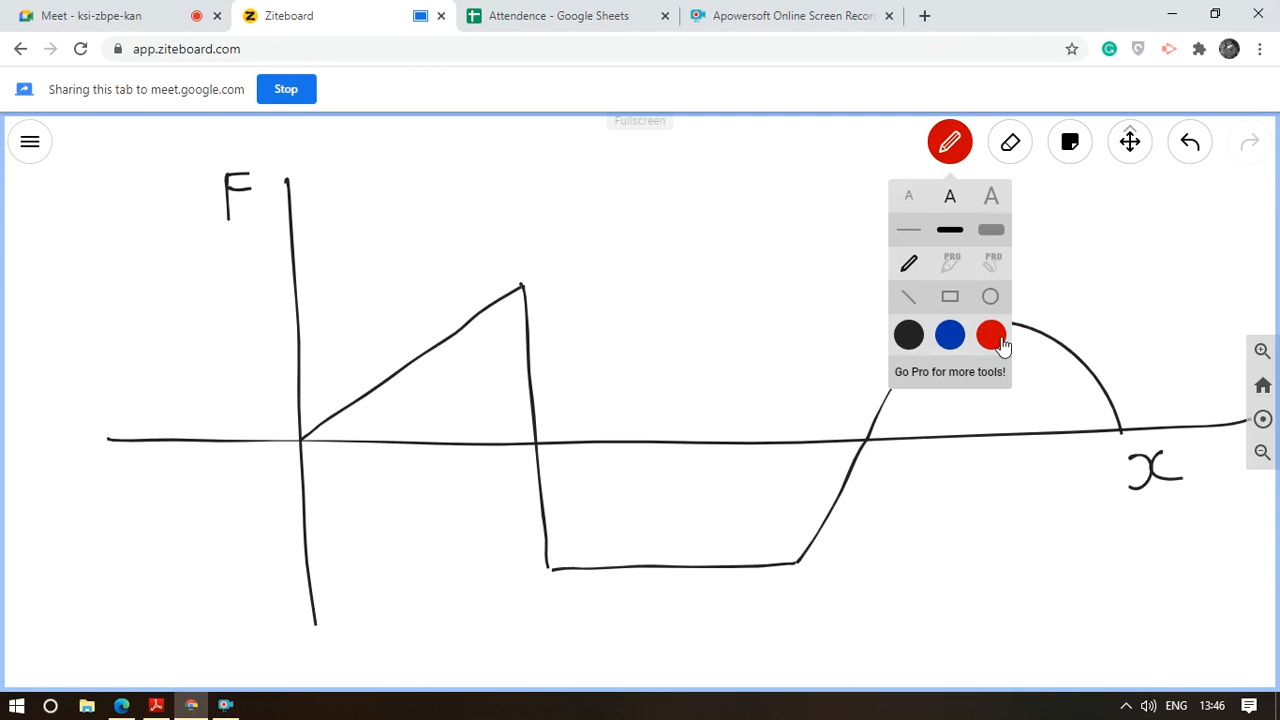 Meet - ksi-zbpe-kan
Ziteboard
Attendence - Google Sheets
Apowersoft Online Screen Recor
app.ziteboard.com
Sharing this tab to meet.google.com
Stop
Fullscreen
F
A A A
PRO PRO
Go Pro for more tools!
x
ENG
13:46